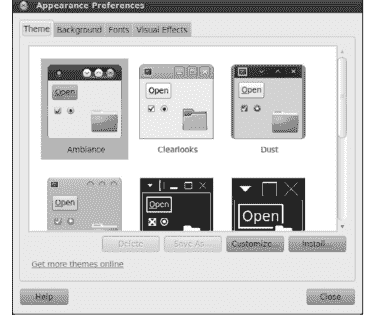 Appearance Preferences
Theme Background Fonts Visual Effects
Open Open Open
Ambiance Clearlooks Dust
Open Open Open
Delete Save As... Customize... Install...
Get more themes online
Help Close